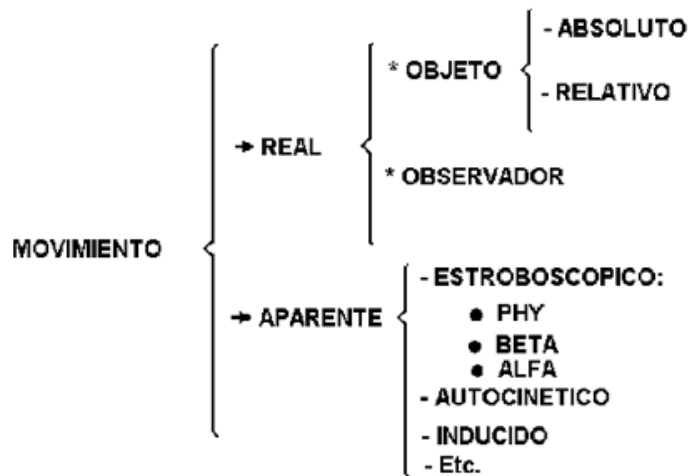 MOVIMIENTO
➔ REAL
* OBJETO
- ABSOLUTO
- RELATIVO
* OBSERVADOR
➔ APARENTE
- ESTROBOSCOPICO:
● PHY
● BETA
● ALFA
- AUTOCINETICO
- INDUCIDO
- Etc.